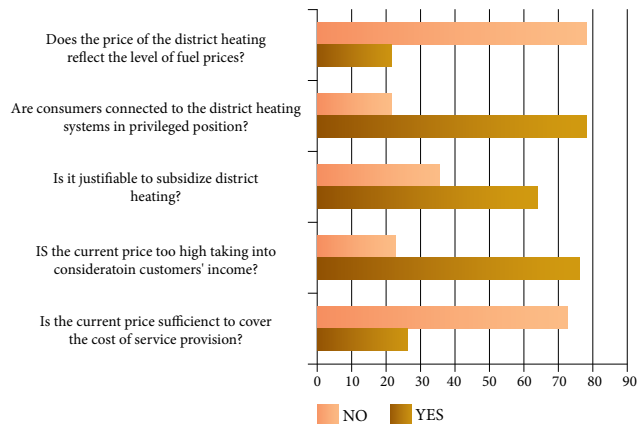 Does the price of the district heating
reflect the level of fuel prices?
Are consumers connected to the district heating
systems in privileged position?
Is it justifiable to subsidize district
heating?
IS the current price too high taking into
consideratoin customers' income?
Is the current price sufficienct to cover
the cost of service provision?
0 10 20 30 40 50 60 70 80 90
NO YES